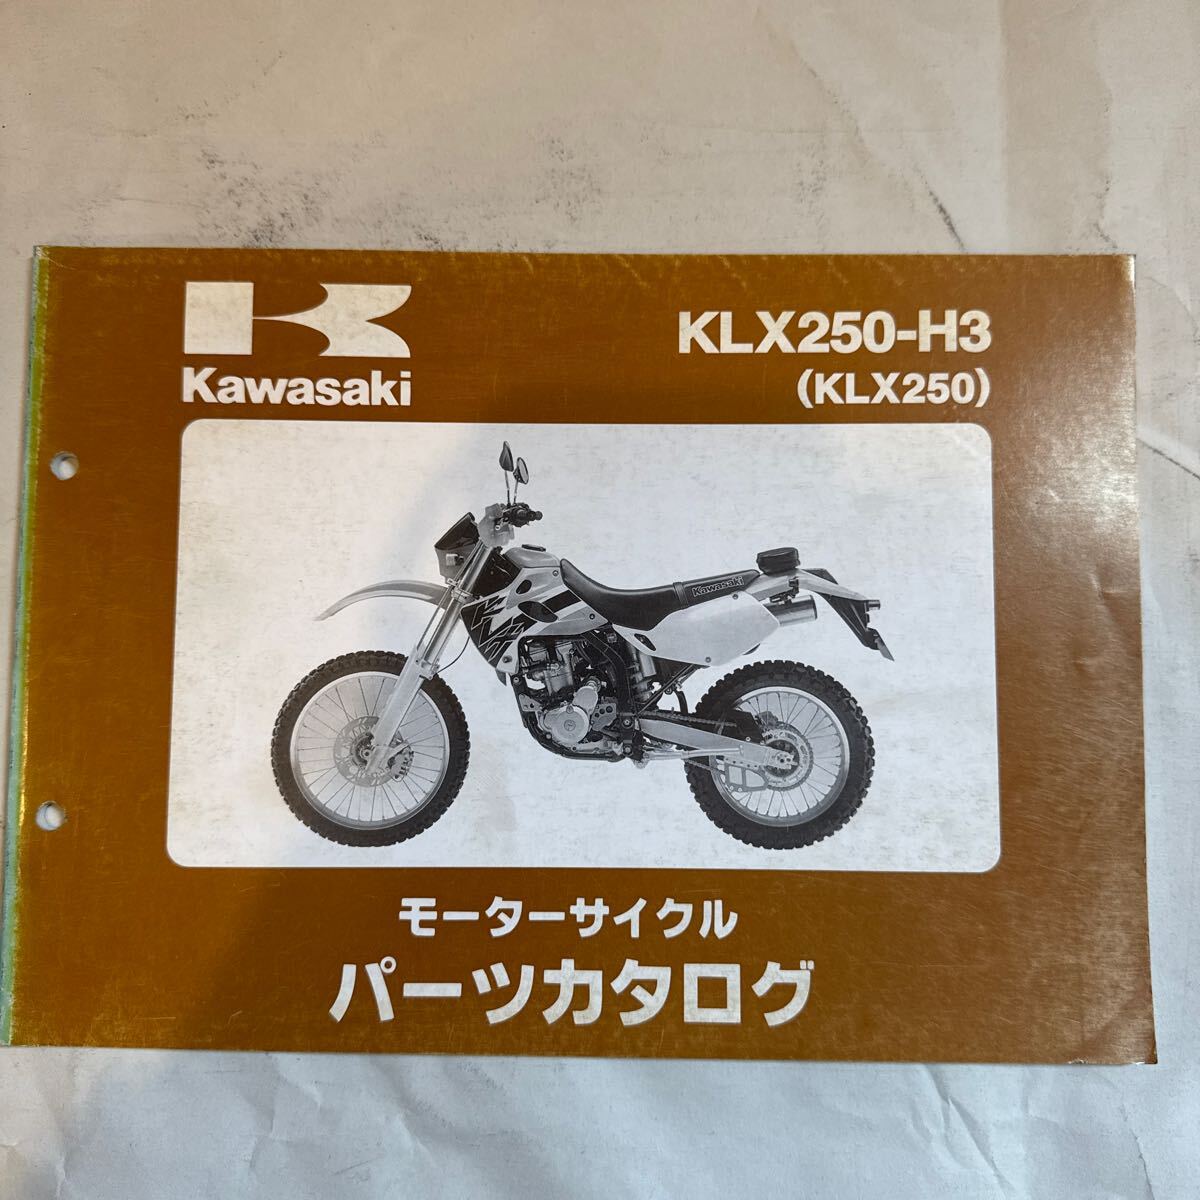 Kawasaki
KLX250-H3
(KLX250)
Kawasaki
KLX
モーターサイクル
パーツカタログ